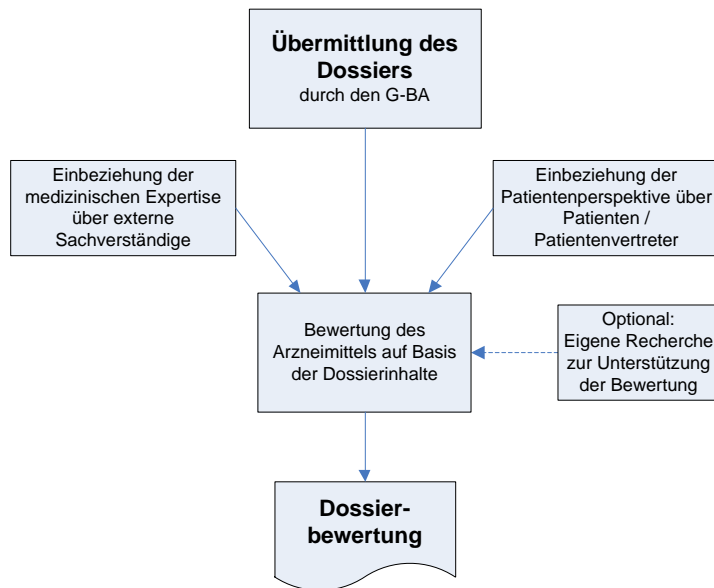 Übermittlung des
Dossiers
durch den G-BA
Einbeziehung der
medizinischen Expertise
über externe
Sachverständige
Einbeziehung der
Patientenperspektive über
Patienten /
Patientenvertreter
Bewertung des
Arzneimittels auf Basis
der Dossierinhalte
Optional:
Eigene Recherche
zur Unterstützung
der Bewertung
Dossier-
bewertung